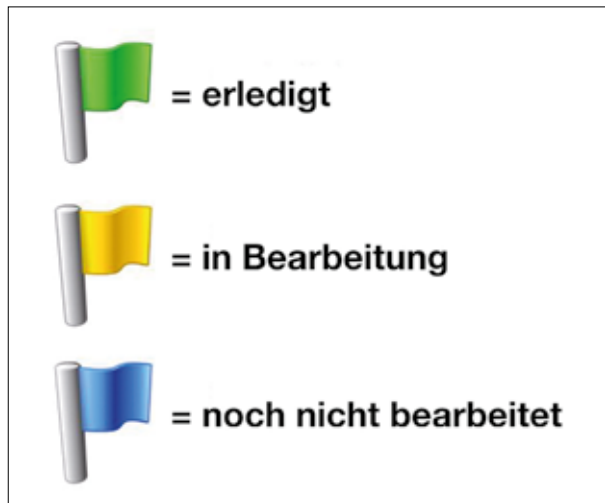 = erledigt
= in Bearbeitung
= noch nicht bearbeitet